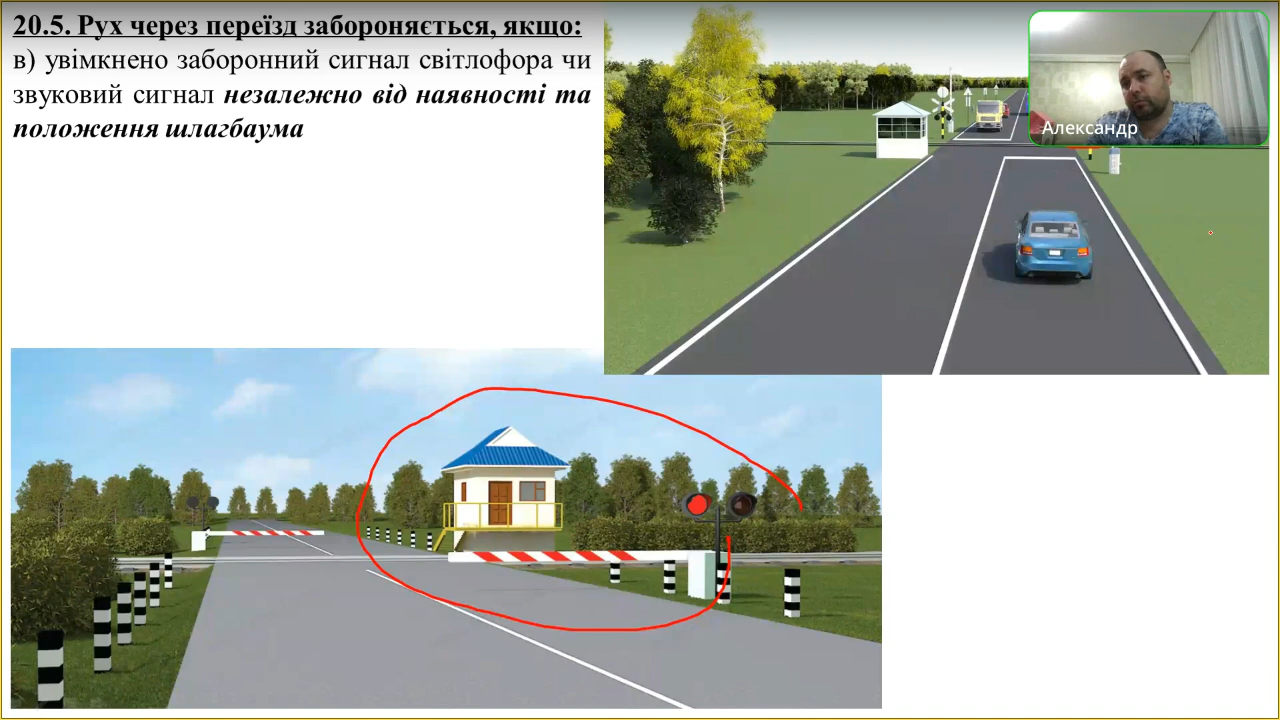 20.5. Рух через переїзд забороняється, якщо:
в) увімкнено заборонний сигнал світлофора чи
звуковий сигнал незалежно від наявності та
положення шлагбаума
Александр